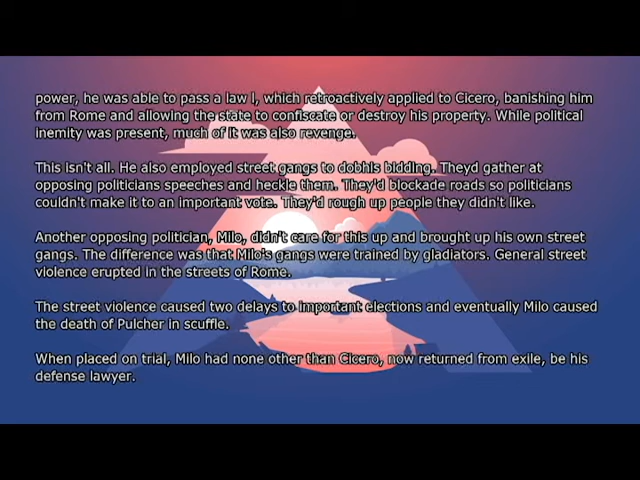 power, he was able to pass a law l, which retroactively applied to Cicero, banishing him
from Rome and allowing the state to confiscate or destroy his property. While political
inemity was present, much of it was also revenge.
This isn't all. He also employed street gangs to dobhis bidding. Theyd gather at
opposing politicians speeches and heckle them. They'd blockade roads so politicians
couldn't make it to an important vote. They'd rough up people they didn't like.
Another opposing politician, Milo, didn't care for this up and brought up his own street
gangs. The difference was that Milo's gangs were trained by gladiators. General street
violence erupted in the streets of Rome.
The street violence caused two delays to important elections and eventually Milo caused
the death of Pulcher in scuffle.
When placed on trial, Milo had none other than Cicero, now returned from exile, be his
defense lawyer.